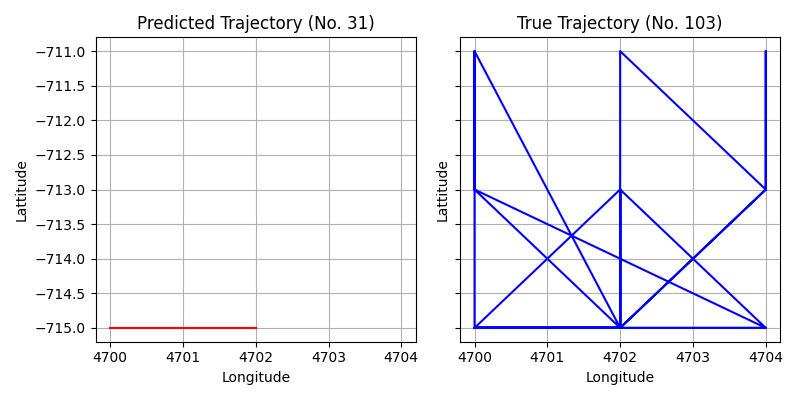 Predicted Trajectory (No. 31)
True Trajectory (No. 103)
−711.0
−711.5
−712.0
−712.5
−713.0
−713.5
−714.0
−714.5
−715.0
Lattitude
Lattitude
4700 4701 4702 4703 4704
4700 4701 4702 4703 4704
Longitude
Longitude